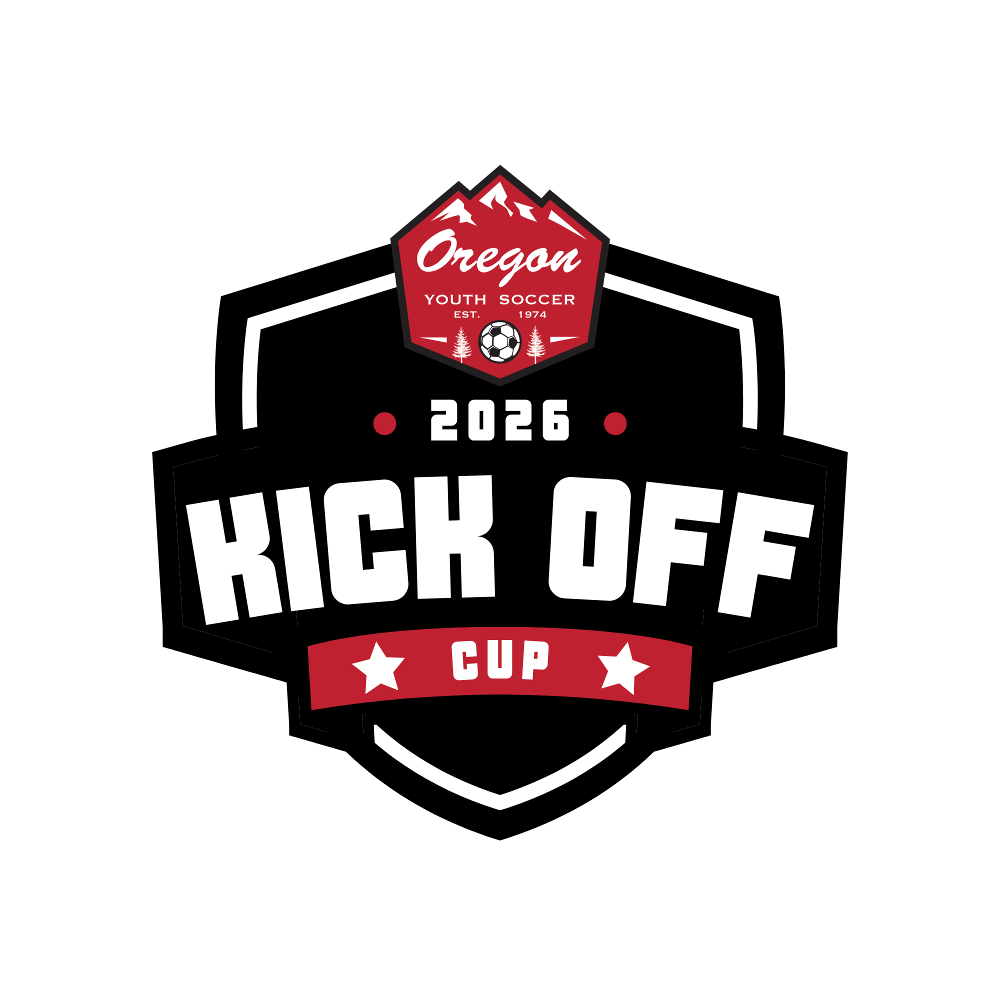 Oregon
YOUTH SOCCER
EST. 1974
2026
KICK OFF
CUP